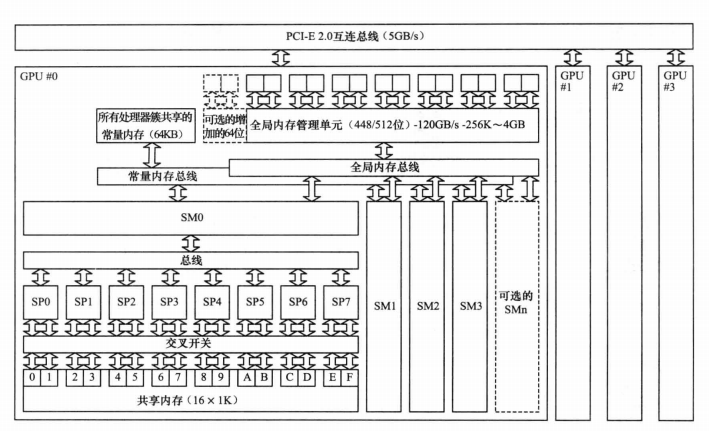 PCI-E 2.0互连总线（5GB/s）
GPU #0
GPU
#1
GPU
#2
GPU
#3
所有处理器簇共享的
常量内存（64KB）
可选的增
加的64位
全局内存管理单元（448/512位）-120GB/s -256K～4GB
全局内存总线
常量内存总线
SM0
总线
SP0 SP1 SP2 SP3 SP4 SP5 SP6 SP7
SM1 SM2 SM3
可选的
SMn
交叉开关
0 1 2 3 4 5 6 7 8 9 A B C D E F
共享内存（16×1K）